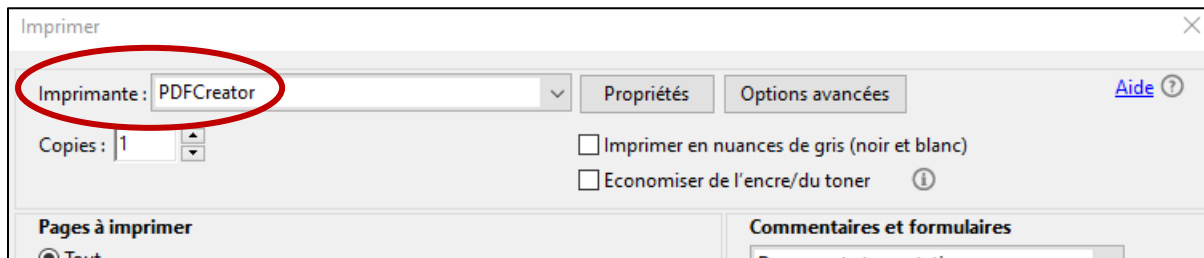 Imprimer
Imprimante : PDFCreator Propriétés Options avancées Aide
Copies : 1 Imprimer en nuances de gris (noir et blanc)
Economiser de l'encre/du toner
Pages à imprimer Commentaires et formulaires
Tout